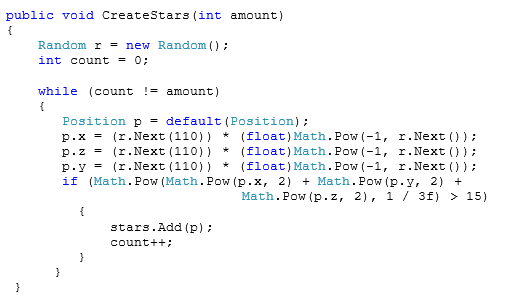 public void CreateStars(int amount)
{
Random r = new Random();
int count = 0;
while (count != amount)
{
Position p = default(Position);
p.x = (r.Next(110)) * (float)Math.Pow(-1, r.Next());
p.z = (r.Next(110)) * (float)Math.Pow(-1, r.Next());
p.y = (r.Next(110)) * (float)Math.Pow(-1, r.Next());
if (Math.Pow(Math.Pow(p.x, 2) + Math.Pow(p.y, 2) +
Math.Pow(p.z, 2), 1 / 3f) > 15)
{
stars.Add(p);
count++;
}
}
}